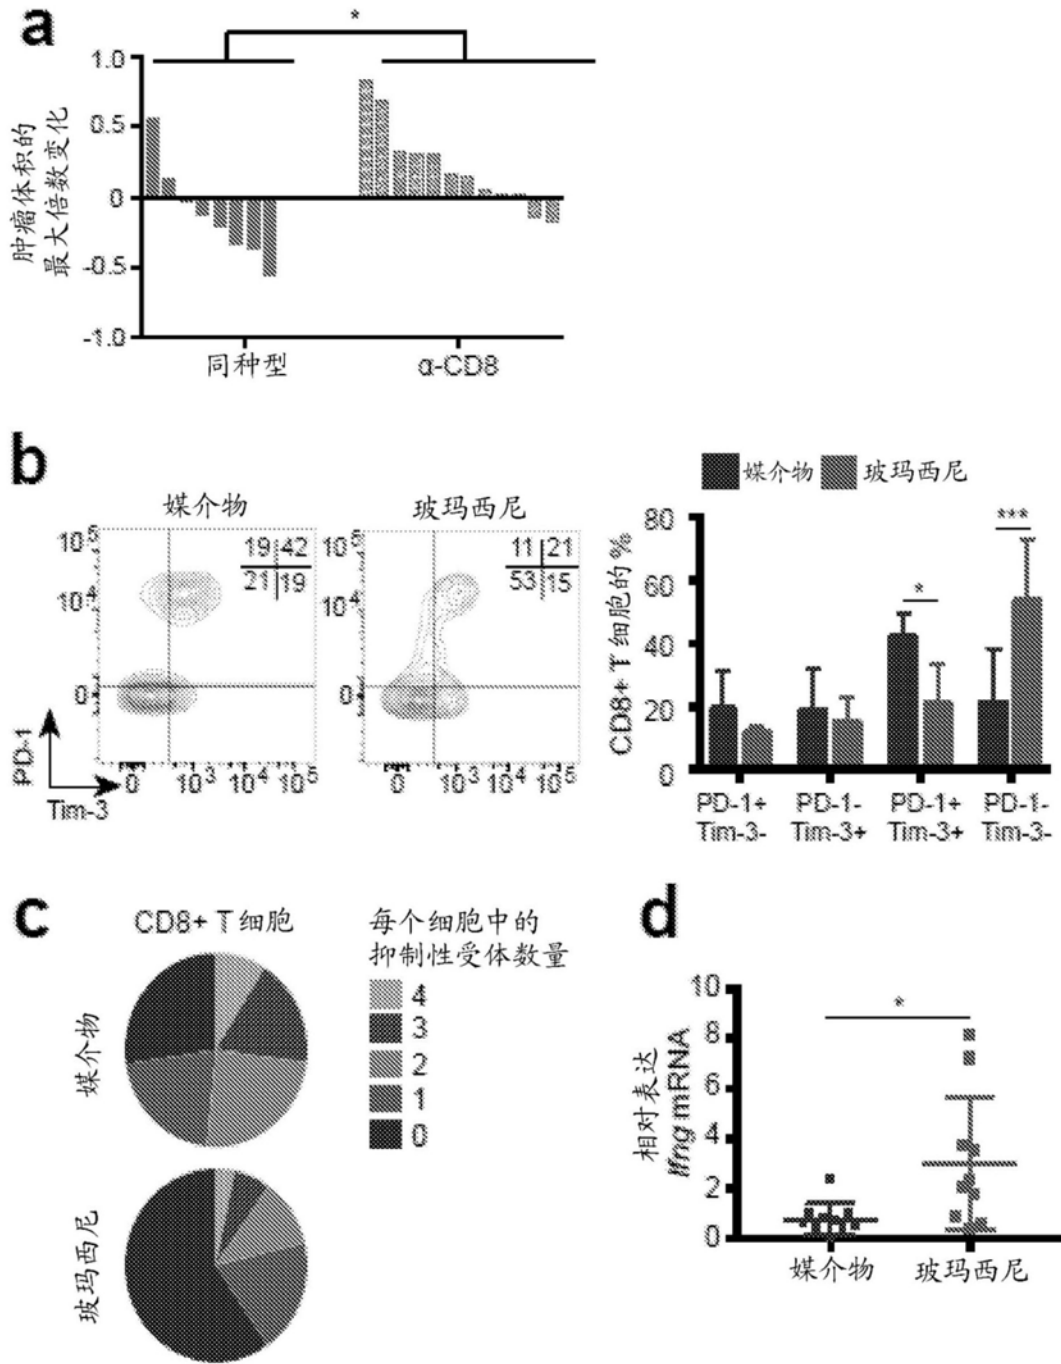 a
*
肿瘤体积的
最大倍数变化
1.0
0.5
0
-0.5
-1.0
同种型
α-CD8
b
媒介物
玻玛西尼
10⁵
10⁴
0
19 42
21 19
0 10³ 10⁴ 10⁵
10⁵
10⁴
0
11 21
53 15
0 10³ 10⁴ 10⁵
PD-1
Tim-3
媒介物 玻玛西尼
CD8+ T 细胞的 %
80
60
40
20
0
*
***
PD-1+ PD-1- PD-1+ PD-1-
Tim-3- Tim-3+ Tim-3+ Tim-3-
c
CD8+ T 细胞
媒介物
玻玛西尼
每个细胞中的
抑制性受体数量
4
3
2
1
0
d
相对表达
Ifng mRNA
10
8
6
4
2
0
*
媒介物 玻玛西尼